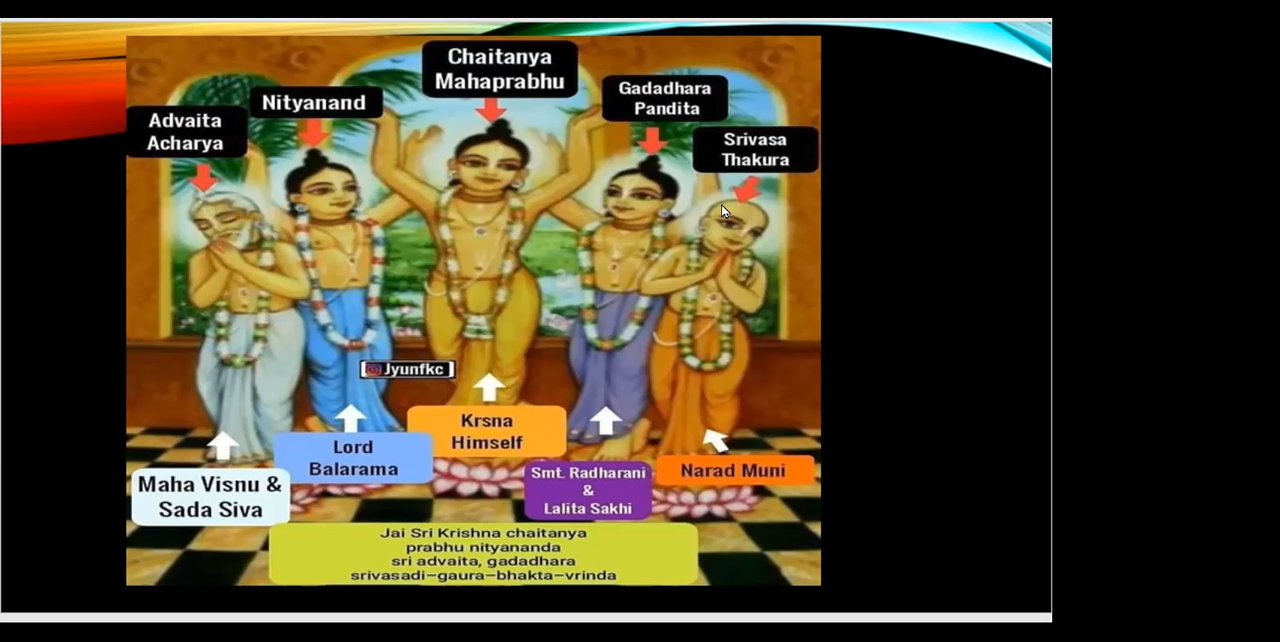 Chaitanya
Mahaprabhu
Nityanand
Gadadhara
Pandita
Advaita
Acharya
Srivasa
Thakura
Jyunfkc
Krsna
Himself
Lord
Balarama
Smt. Radharani
&
Lalita Sakhi
Narad Muni
Maha Visnu &
Sada Siva
Jai Sri Krishna chaitanya
prabhu nityananda
sri advaita, gadadhara
srivasadi-gaura-bhakta-vrinda